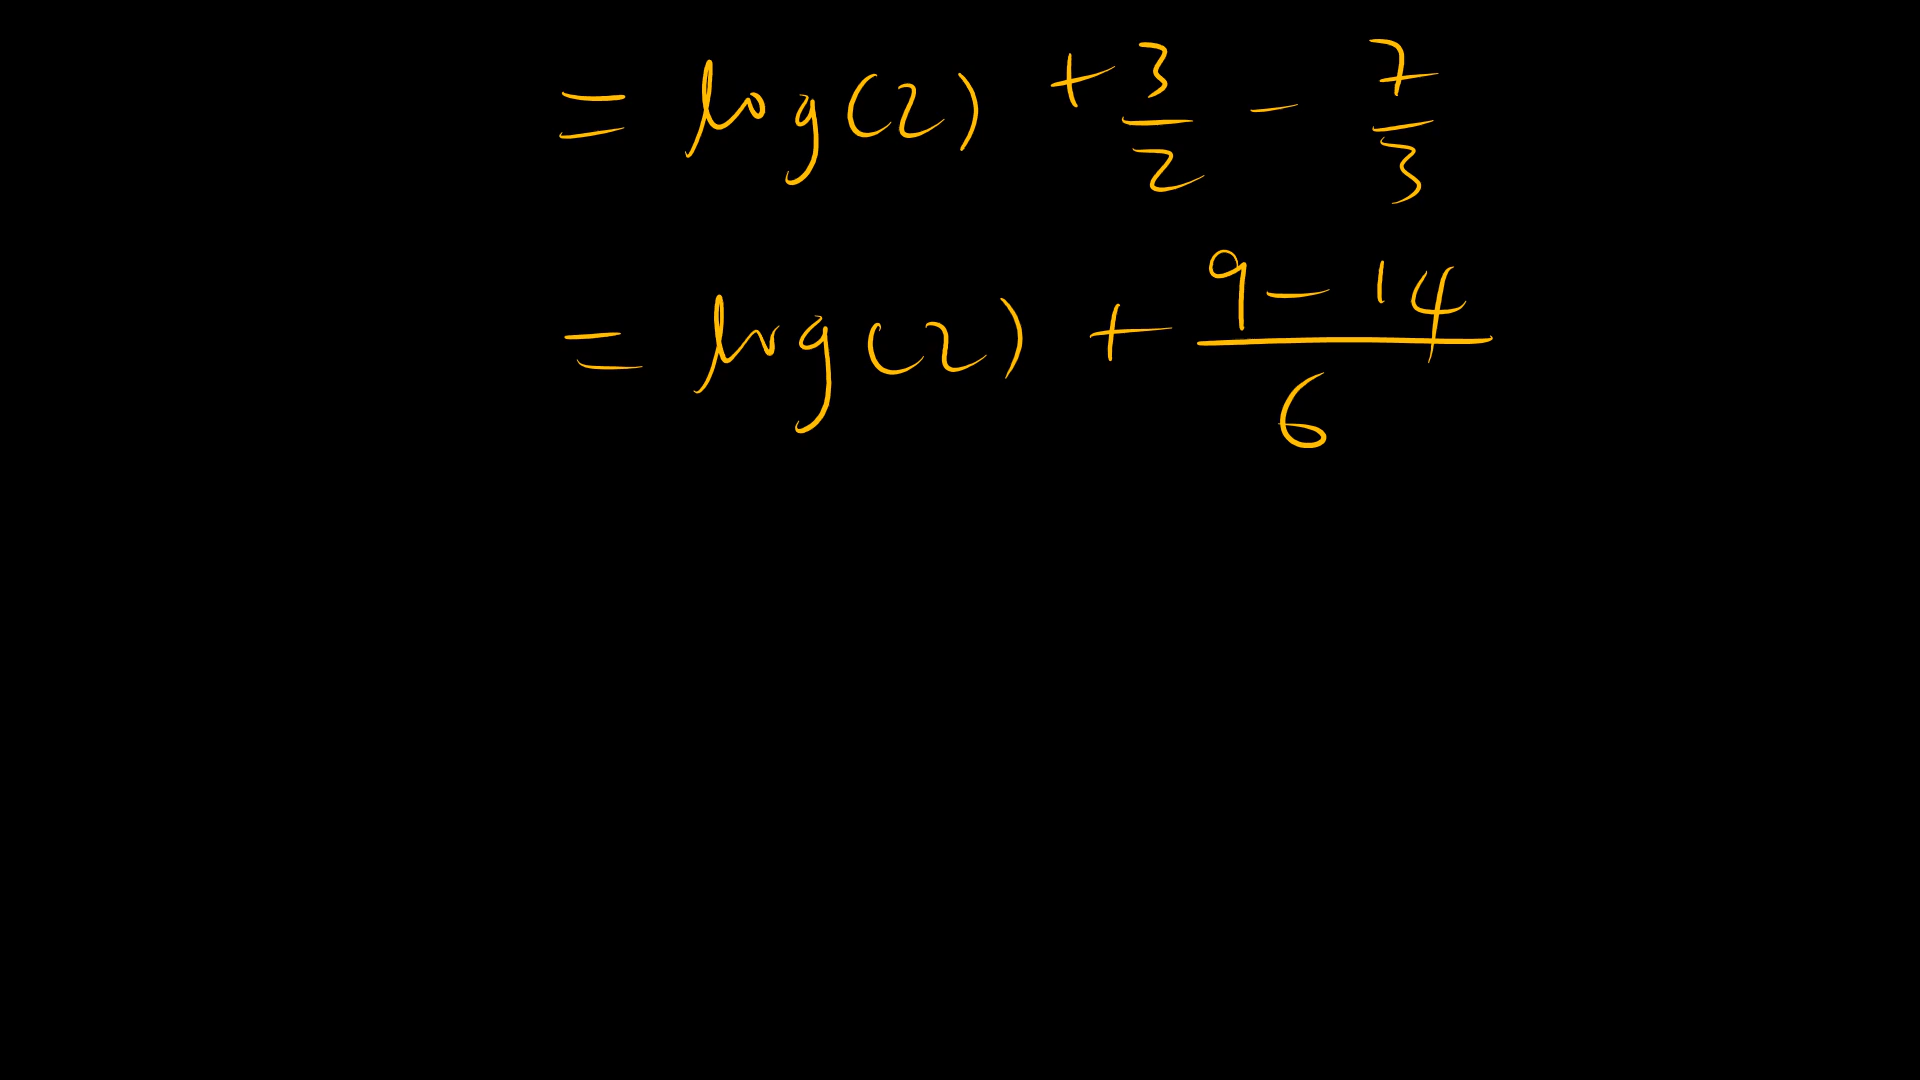 = log(2) + 3/2 - 7/3
= log(2) + (9-14)/6